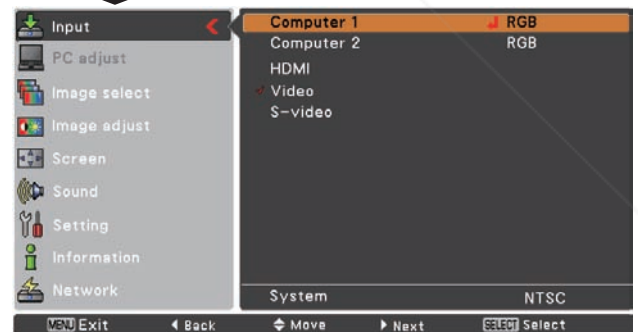 Input
PC adjust
Image select
Image adjust
Screen
Sound
Setting
Information
Network
Computer 1 RGB
Computer 2 RGB
HDMI
Video
S-video
System NTSC
MENU Exit Back Move Next SELECT Select